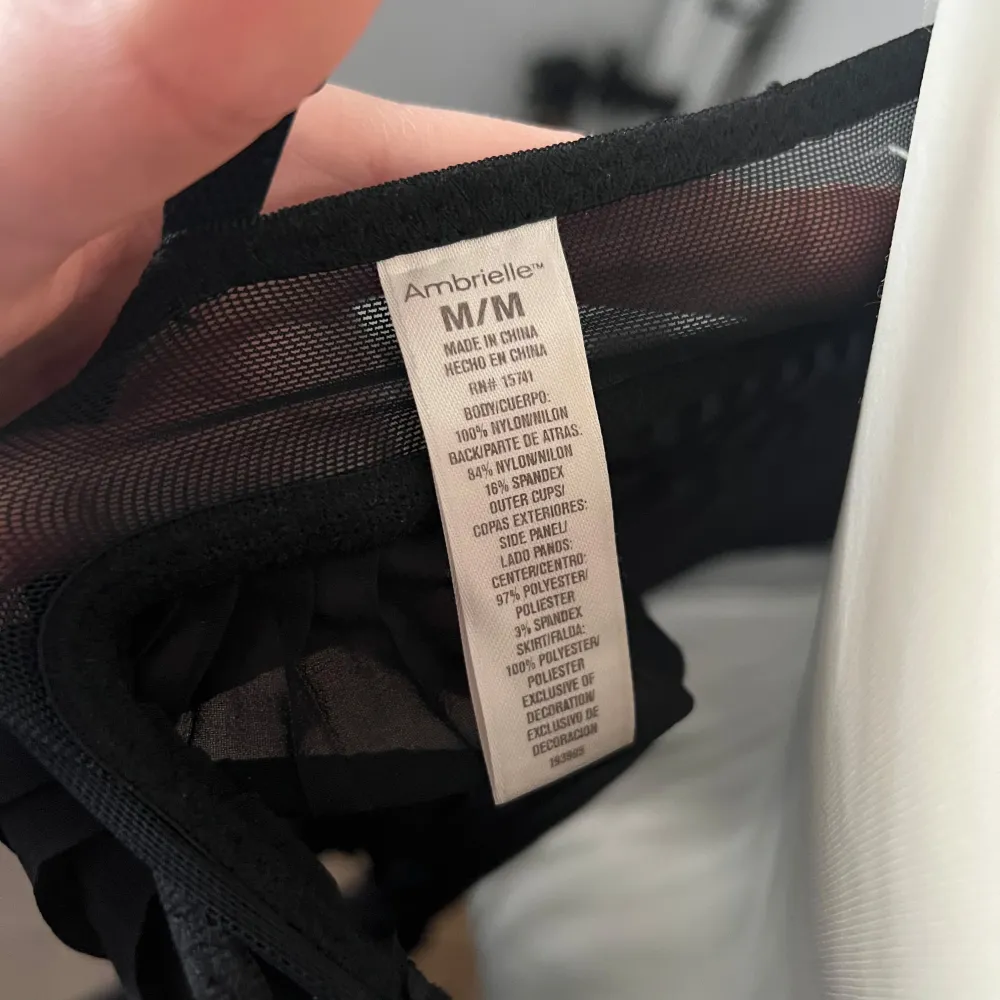 Ambrielle™
M/M
MADE IN CHINA
HECHO EN CHINA
RN# 15741
BODY/CUERPO:
100% NYLON/NILON
BACK/PARTE DE ATRAS:
84% NYLON/NILON
16% SPANDEX
OUTER CUPS/
COPAS EXTERIORES:
SIDE PANEL/
LADO PANOS:
CENTER/CENTRO:
97% POLYESTER/
POLIESTER
3% SPANDEX
SKIRT/FALDA:
100% POLYESTER/
POLIESTER
EXCLUSIVE OF
DECORATION/
EXCLUSIVO DE
DECORACION